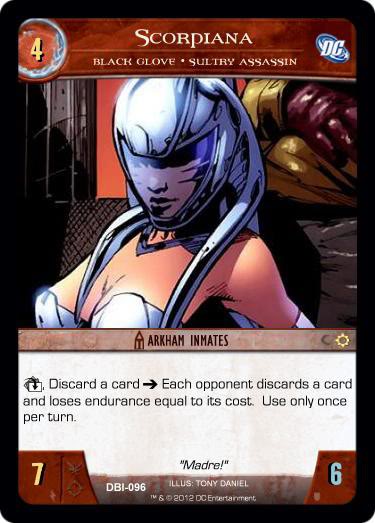 4
SCORPIANA
BLACK GLOVE • SULTRY ASSASSIN
DC
ARKHAM INMATES
, Discard a card ➔ Each opponent discards a card
and loses endurance equal to its cost. Use only once
per turn.
"Madre!"
7
DBI-096
ILLUS: TONY DANIEL
6
™ & © 2012 DC Entertainment